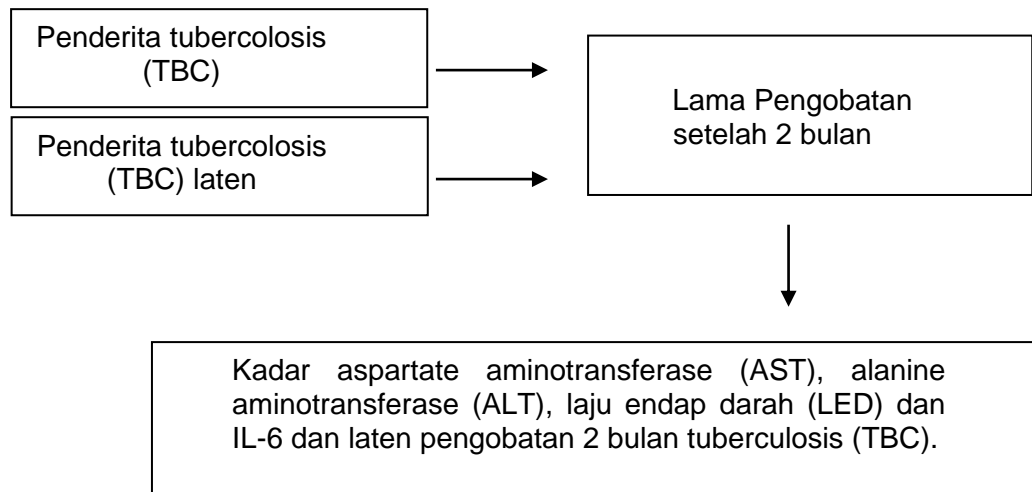 Penderita tubercolosis
(TBC)
Penderita tubercolosis
(TBC) laten
Lama Pengobatan
setelah 2 bulan
Kadar aspartate aminotransferase (AST), alanine
aminotransferase (ALT), laju endap darah (LED) dan
IL-6 dan laten pengobatan 2 bulan tuberculosis (TBC).